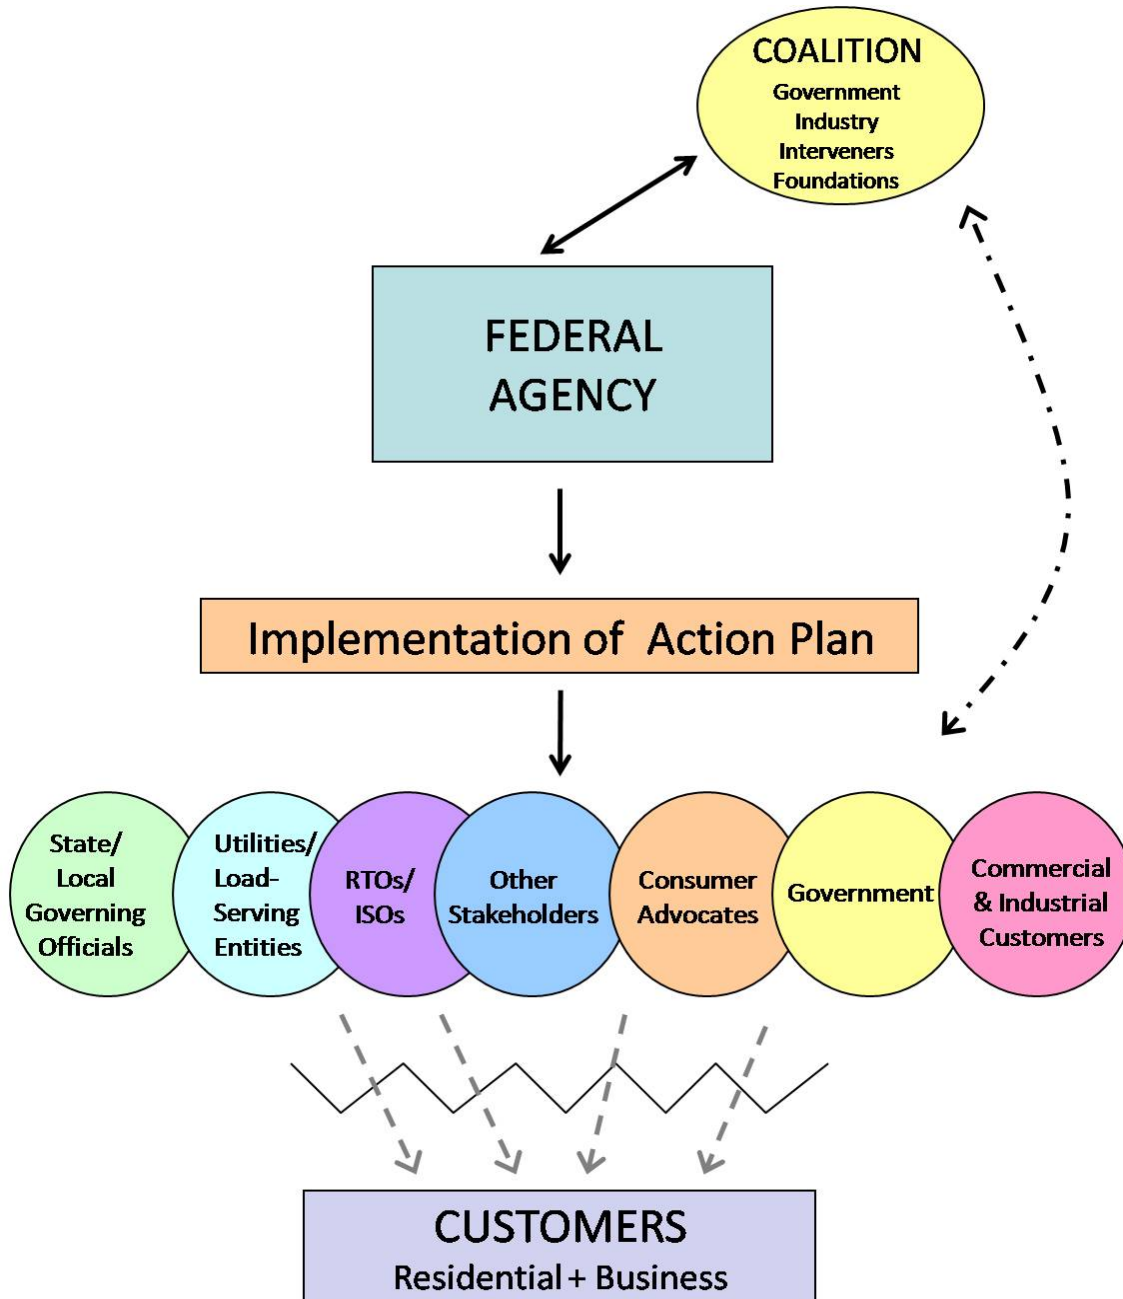 COALITION
Government
Industry
Interveners
Foundations
FEDERAL
AGENCY
Implementation of Action Plan
State/
Local
Governing
Officials
Utilities/
Load-
Serving
Entities
RTOs/
ISOs
Other
Stakeholders
Consumer
Advocates
Government
Commercial
& Industrial
Customers
CUSTOMERS
Residential + Business